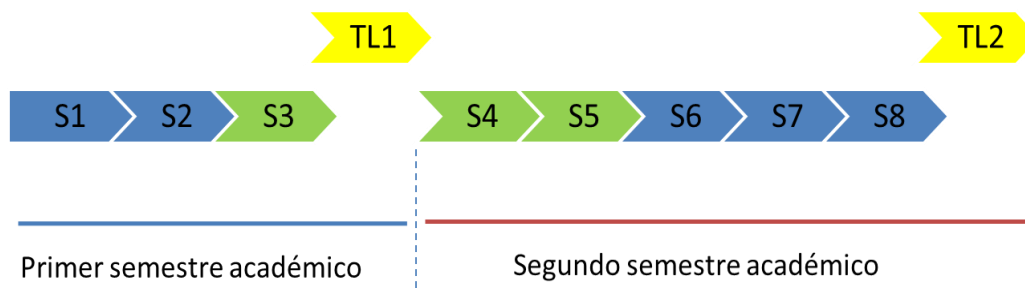 TL1 TL2
S1 S2 S3 S4 S5 S6 S7 S8
Primer semestre académico Segundo semestre académico